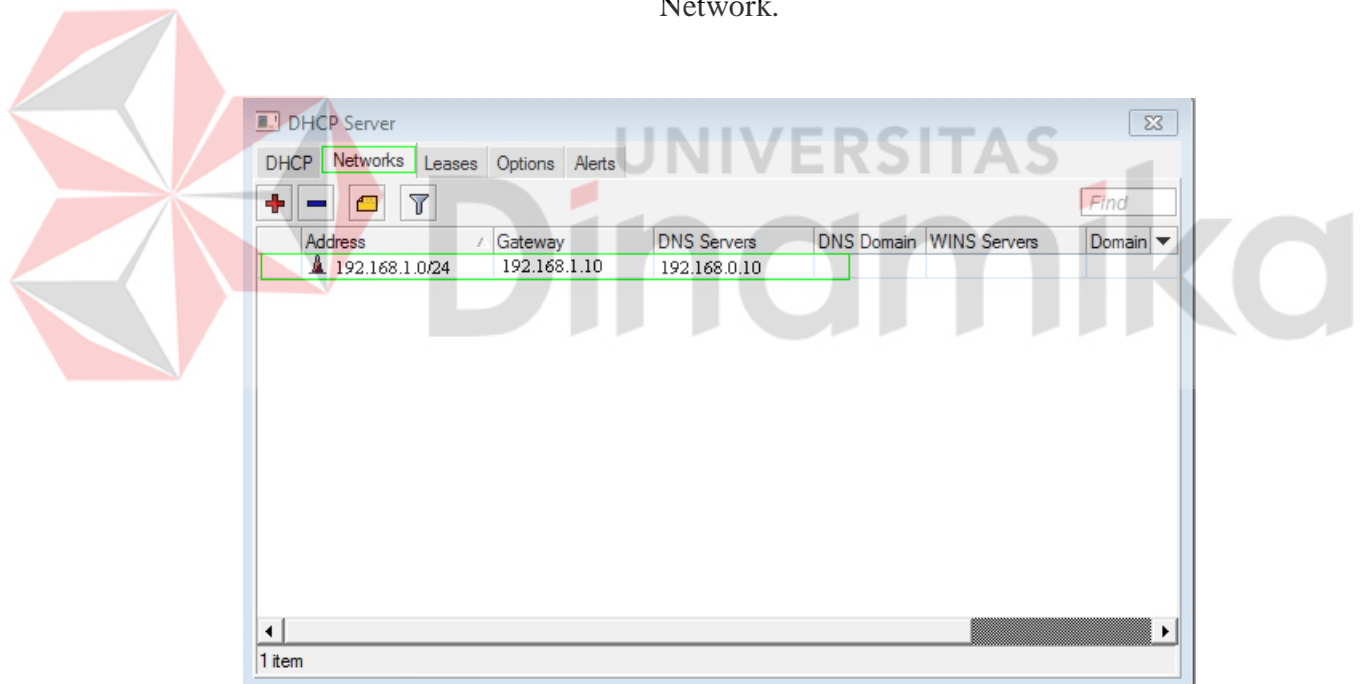 Network.
DHCP Server
UNIVERSITAS
Dinamika
DHCP Networks Leases Options Alerts
Find
Address Gateway DNS Servers DNS Domain WINS Servers Domain
192.168.1.0/24 192.168.1.10 192.168.0.10
1 item